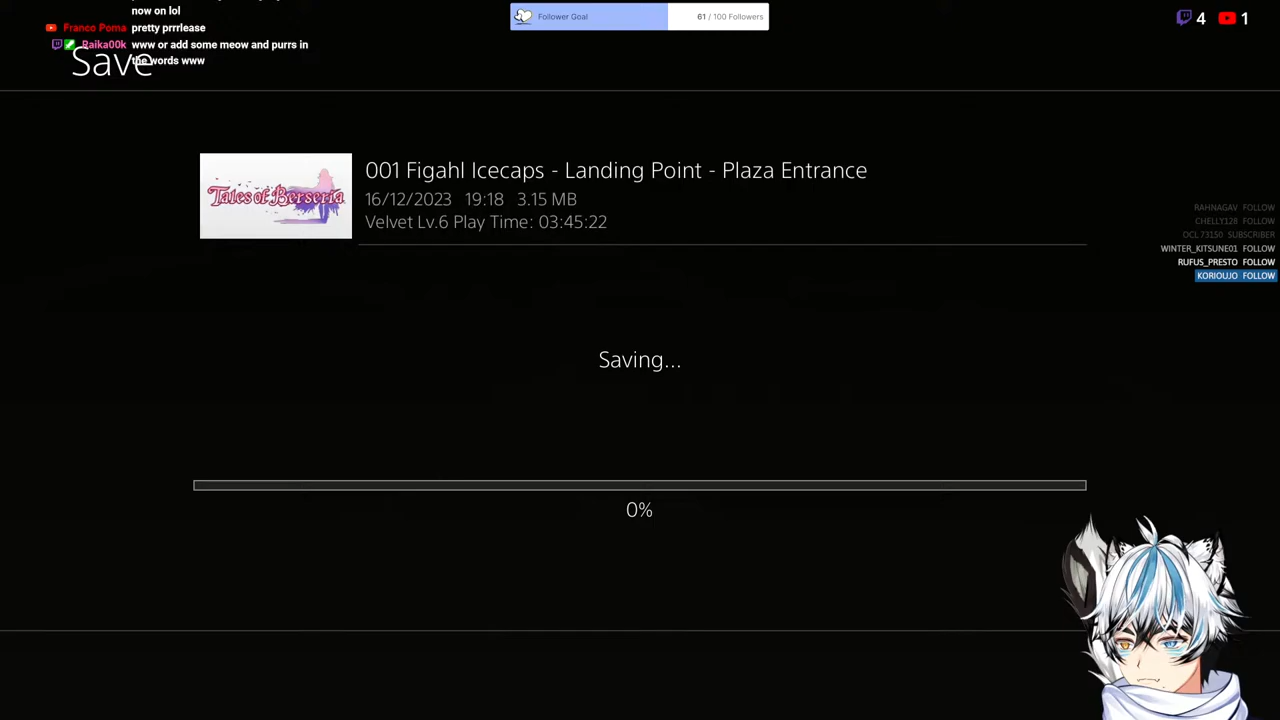 now on lol
Franco Poma pretty prrrlease
Raika00k www or add some meow and purrs in
the words www
Save
Follower Goal 61 / 100 Followers
4 1
Tales of Berseria
001 Figahl Icecaps - Landing Point - Plaza Entrance
16/12/2023 19:18 3.15 MB
Velvet Lv.6 Play Time: 03:45:22
RAHNAGAV FOLLOW
CHELLY128 FOLLOW
OCL73150 SUBSCRIBER
WINTER_KITSUNE01 FOLLOW
RUFUS_PRESTO FOLLOW
KORIOUJO FOLLOW
Saving...
0%